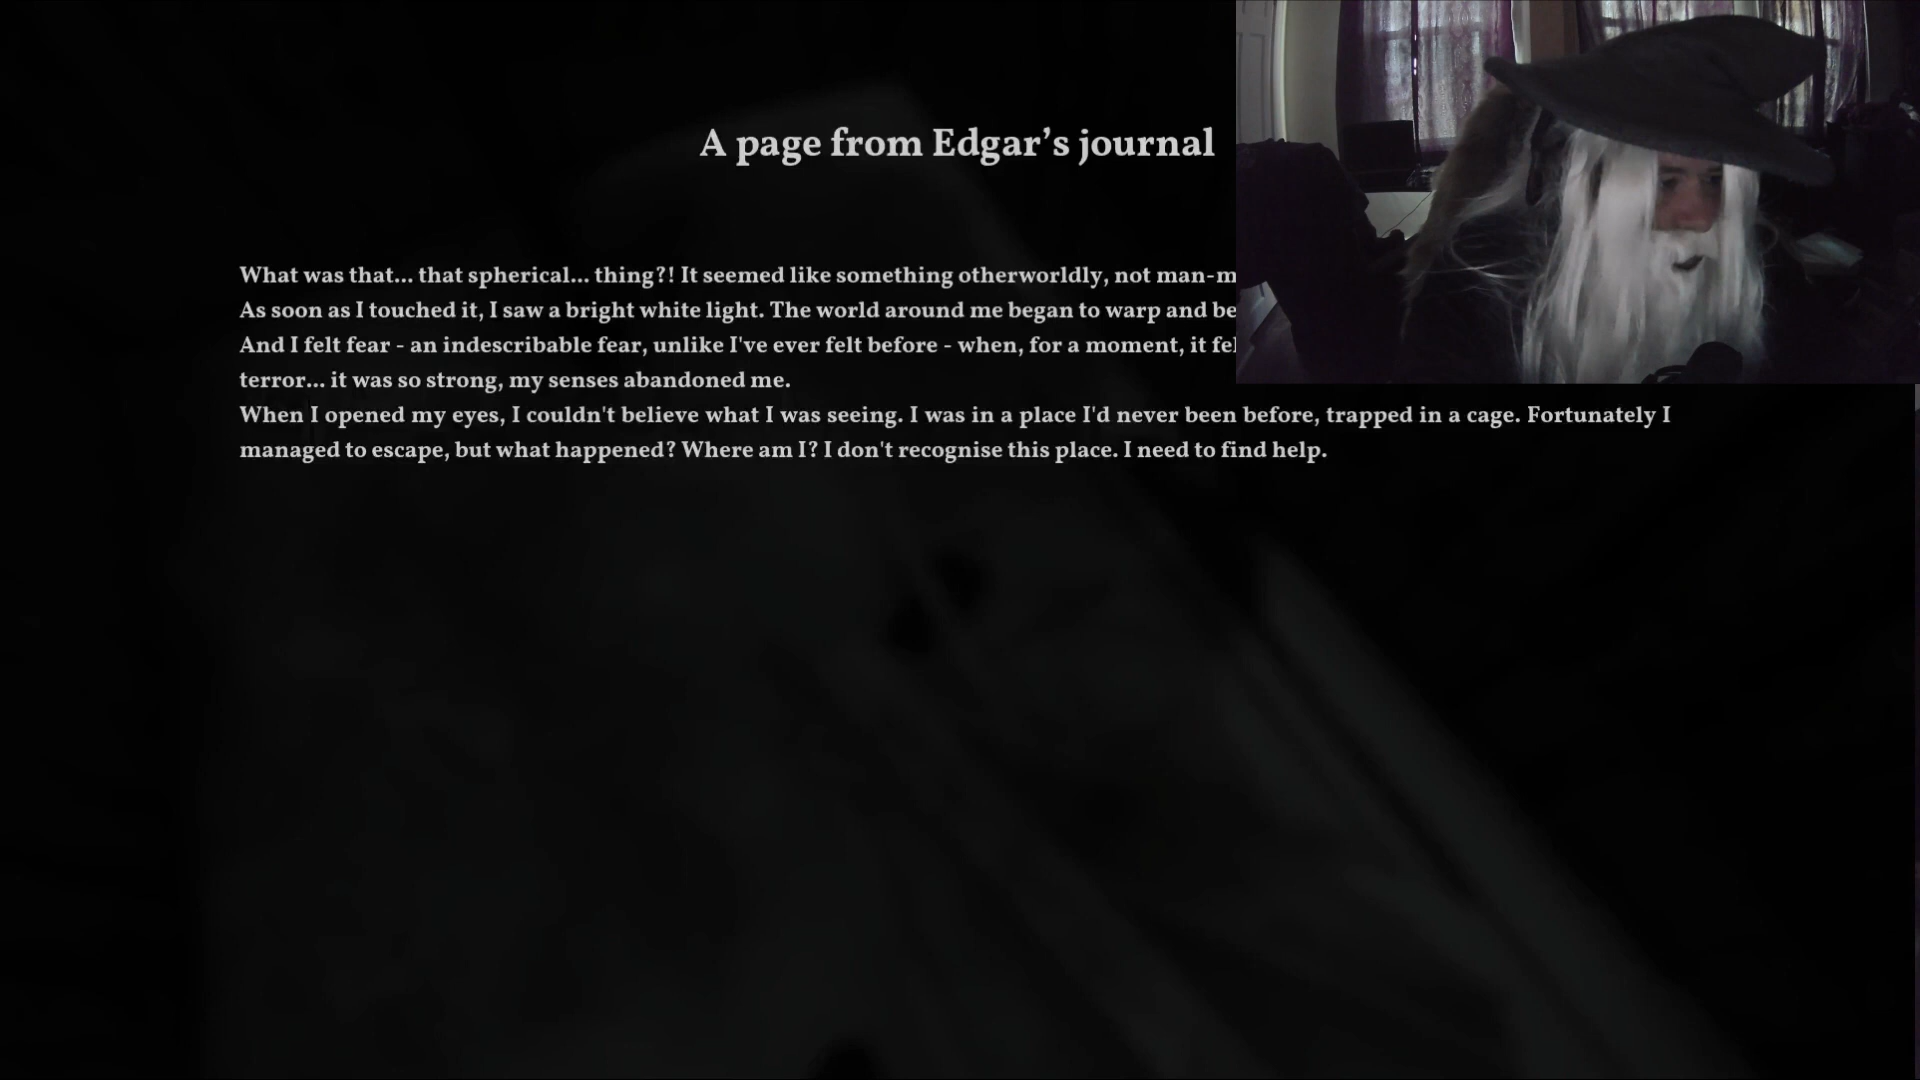 A page from Edgar’s journal
What was that... that spherical... thing?! It seemed like something otherworldly, not
As soon as I touched it, I saw a bright white light. The world around me began to warp and
And I felt fear - an indescribable fear, unlike I've ever felt before - when, for a moment, it
terror... it was so strong, my senses abandoned me.
When I opened my eyes, I couldn't believe what I was seeing. I was in a place I'd never been before, trapped in a cage. Fortunately I
managed to escape, but what happened? Where am I? I don't recognise this place. I need to find help.